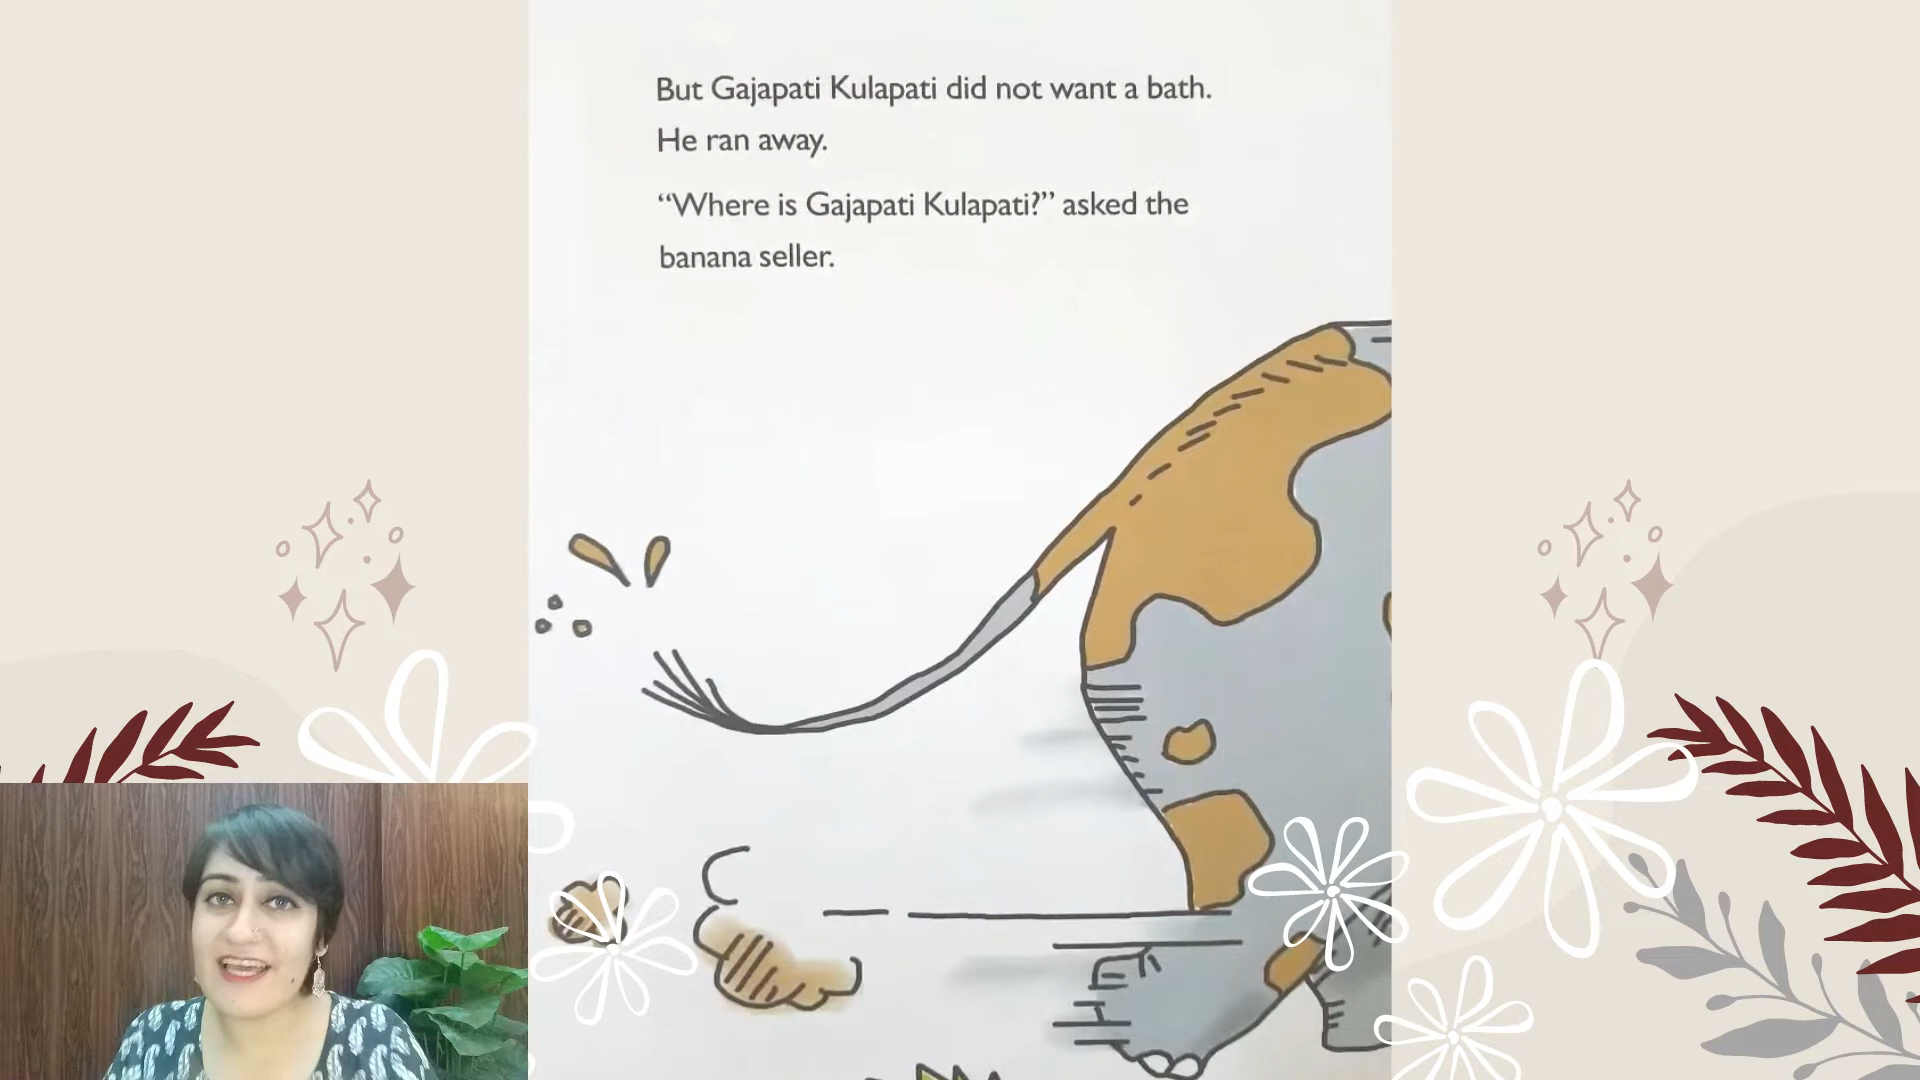 But Gajapati Kulapati did not want a bath.
He ran away.
“Where is Gajapati Kulapati?” asked the
banana seller.